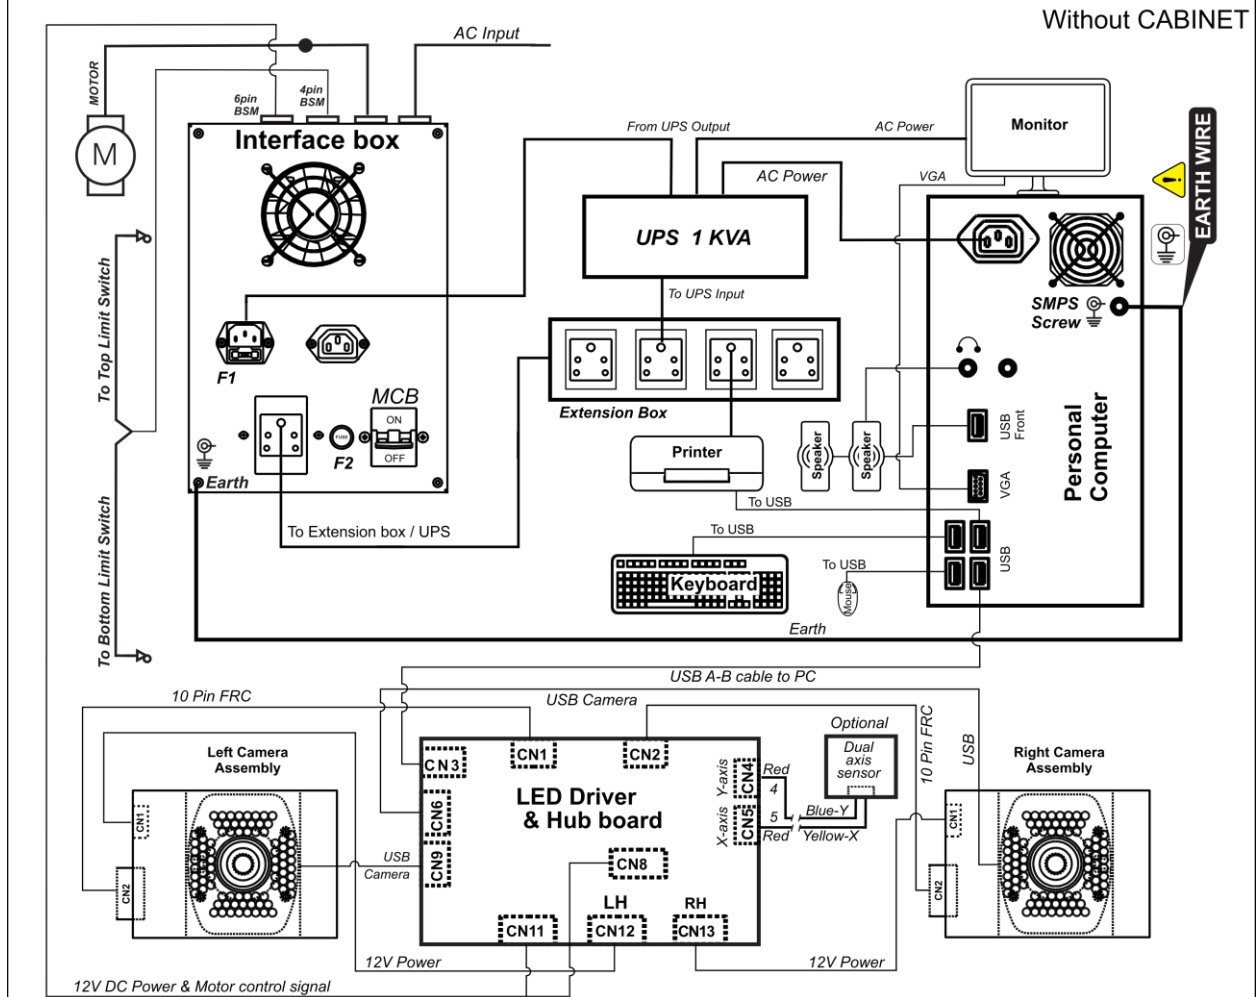 Without CABINET
AC Input
MOTOR
M
6pin
BSM
4pin
BSM
Interface box
From UPS Output
AC Power
Monitor
AC Power
VGA
EARTH WIRE
UPS 1 KVA
To UPS Input
SMPS
Screw
To Top Limit Switch
F1
MCB
ON
OFF
FUSE
F2
Extension Box
Printer
Speaker
Speaker
USB
Front
VGA
Personal
Computer
Earth
To Extension box / UPS
To USB
To USB
To USB
USB
Keyboard
Mouse
To Bottom Limit Switch
Earth
USB A-B cable to PC
10 Pin FRC
USB Camera
Optional
10 Pin FRC
USB
Left Camera
Assembly
Right Camera
Assembly
CN3
CN1
CN2
Y-axis
CN4
Red
4
Dual
axis
sensor
LED Driver
& Hub board
CN6
X-axis
CN5
5
Red
Blue-Y
Yellow-X
CN1
CN2
USB
Camera
CN9
CN8
CN1
CN2
LH
RH
CN11
CN12
CN13
12V Power
12V Power
12V DC Power & Motor control signal